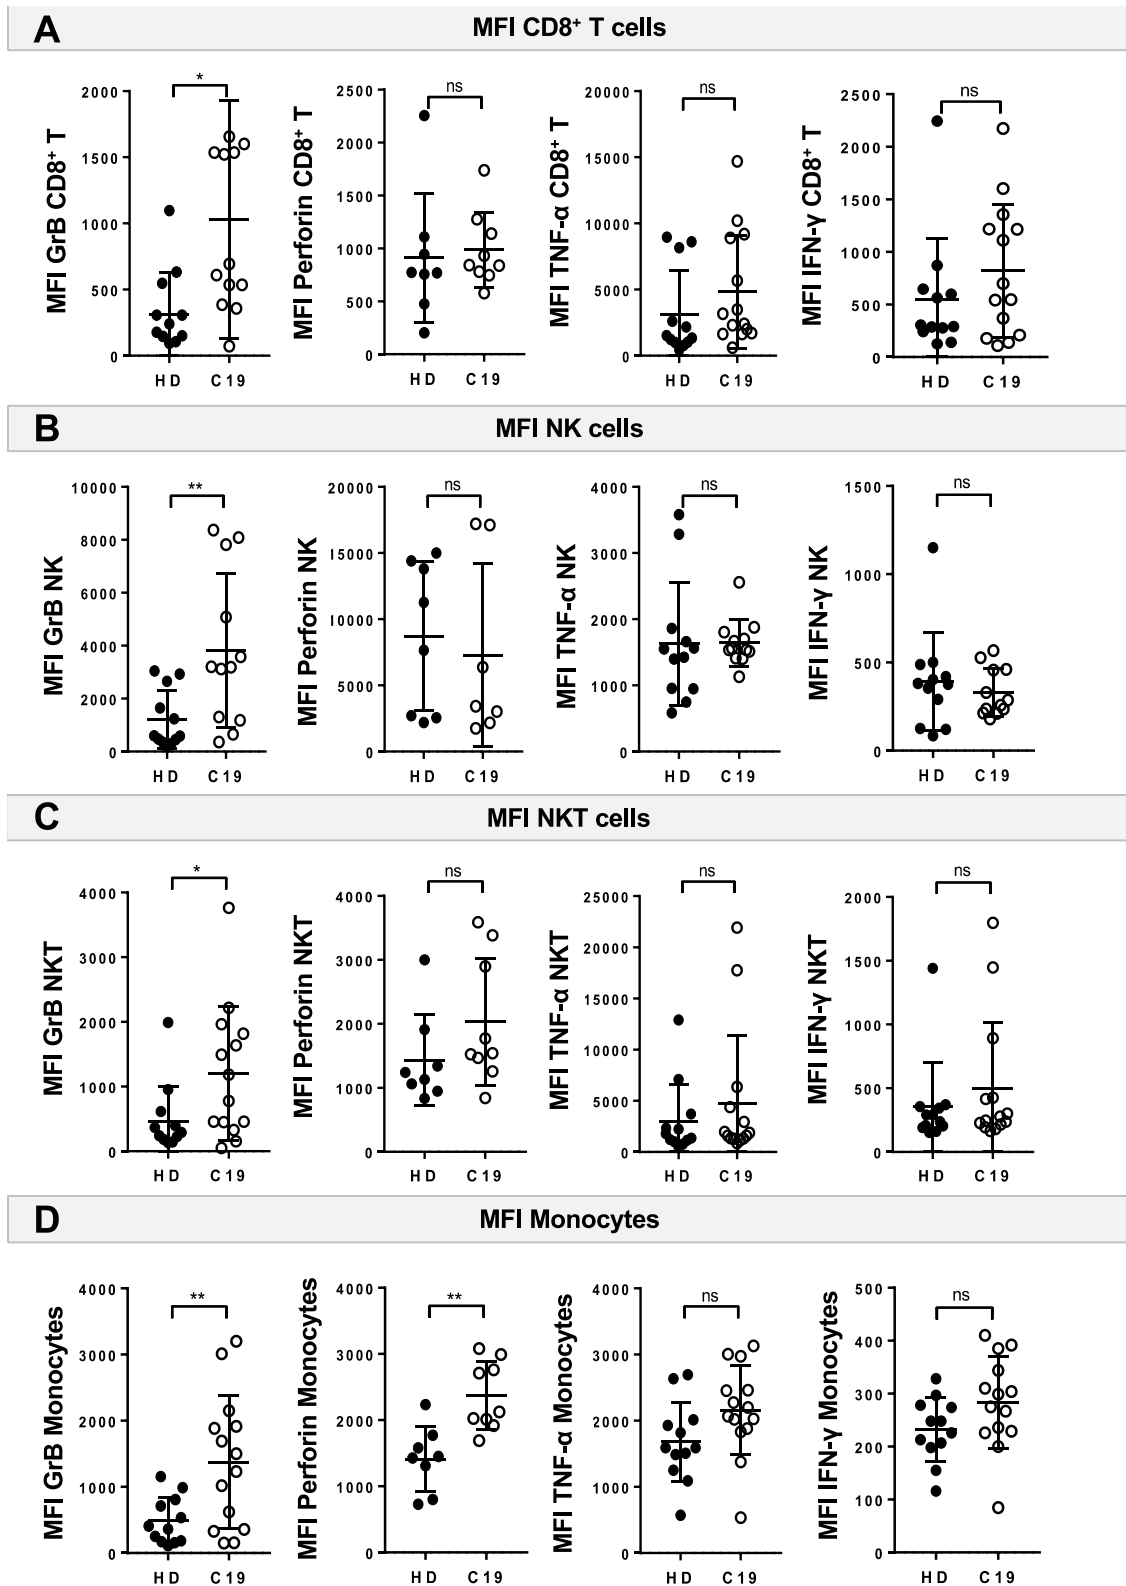 A MFI CD8⁺ T cells
MFI GrB CD8⁺ T
2000
1500
1000
500
0
*
HD C19
MFI Perforin CD8⁺ T
2500
2000
1500
1000
500
0
ns
HD C19
MFI TNF-α CD8⁺ T
20000
15000
10000
5000
0
ns
HD C19
MFI IFN-γ CD8⁺ T
2500
2000
1500
1000
500
0
ns
HD C19
B MFI NK cells
MFI GrB NK
10000
8000
6000
4000
2000
0
**
HD C19
MFI Perforin NK
20000
15000
10000
5000
0
ns
HD C19
MFI TNF-α NK
4000
3000
2000
1000
0
ns
HD C19
MFI IFN-γ NK
1500
1000
500
0
ns
HD C19
C MFI NKT cells
MFI GrB NKT
4000
3000
2000
1000
0
*
HD C19
MFI Perforin NKT
4000
3000
2000
1000
0
ns
HD C19
MFI TNF-α NKT
25000
20000
15000
10000
5000
0
ns
HD C19
MFI IFN-γ NKT
2000
1500
1000
500
0
ns
HD C19
D MFI Monocytes
MFI GrB Monocytes
4000
3000
2000
1000
0
**
HD C19
MFI Perforin Monocytes
4000
3000
2000
1000
0
**
HD C19
MFI TNF-α Monocytes
4000
3000
2000
1000
0
ns
HD C19
MFI IFN-γ Monocytes
500
400
300
200
100
0
ns
HD C19